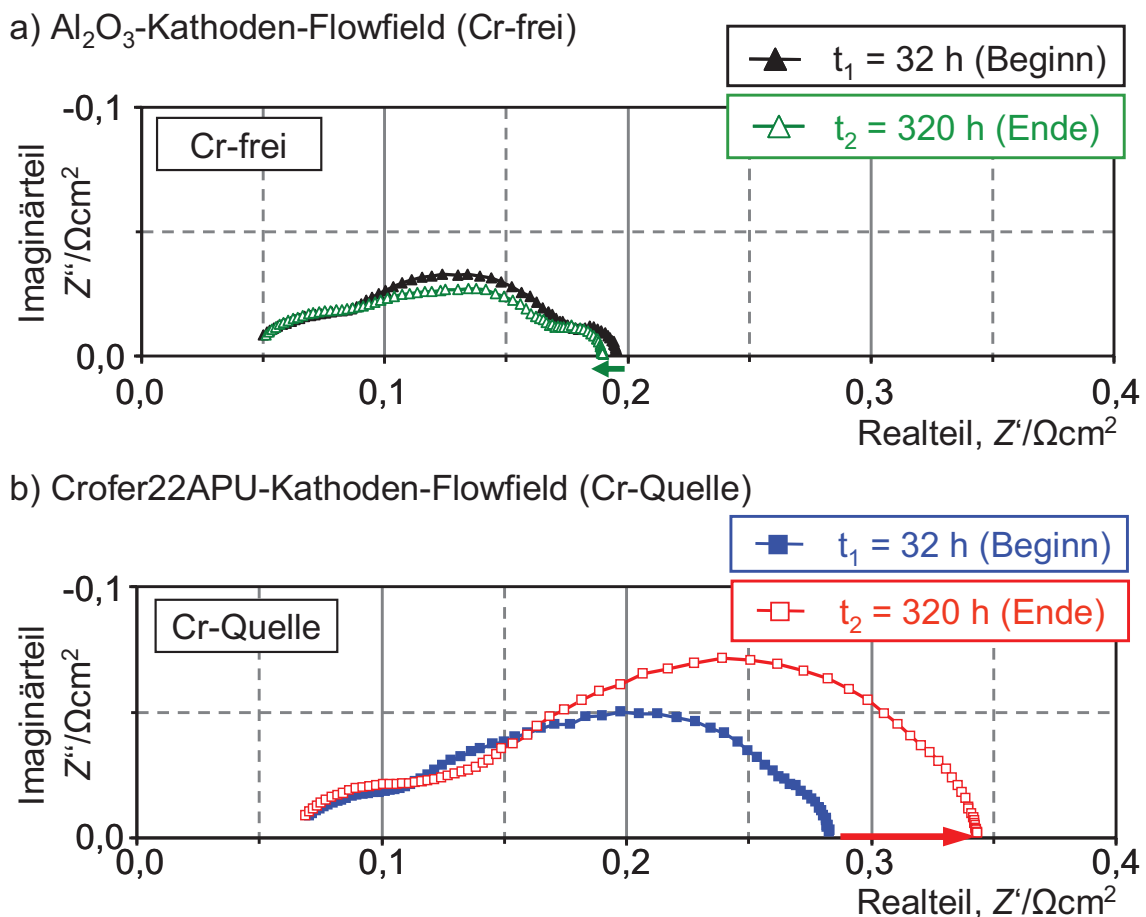 a) Al₂O₃-Kathoden-Flowfield (Cr-frei)
t₁ = 32 h (Beginn)
t₂ = 320 h (Ende)
Cr-frei
Imaginärteil
Z“/Ωcm²
-0,1
0,0
0,0 0,1 0,2 0,3 0,4
Realteil, Z‘/Ωcm²
b) Crofer22APU-Kathoden-Flowfield (Cr-Quelle)
t₁ = 32 h (Beginn)
t₂ = 320 h (Ende)
Cr-Quelle
Imaginärteil
Z“/Ωcm²
-0,1
0,0
0,0 0,1 0,2 0,3 0,4
Realteil, Z‘/Ωcm²